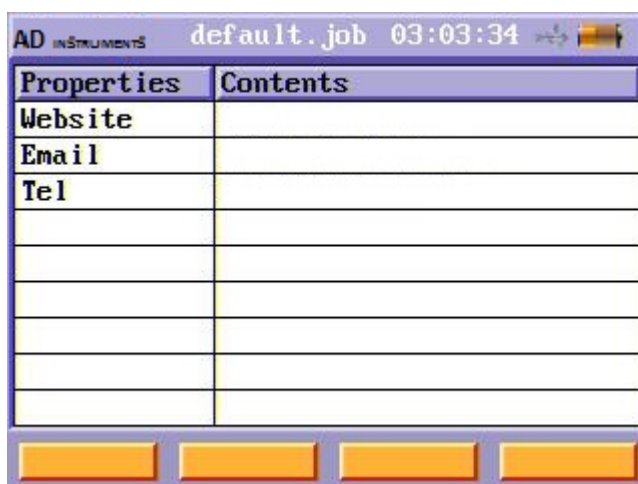 AD INSTRUMENTS default.job 03:03:34
Properties Contents
Website
Email
Tel